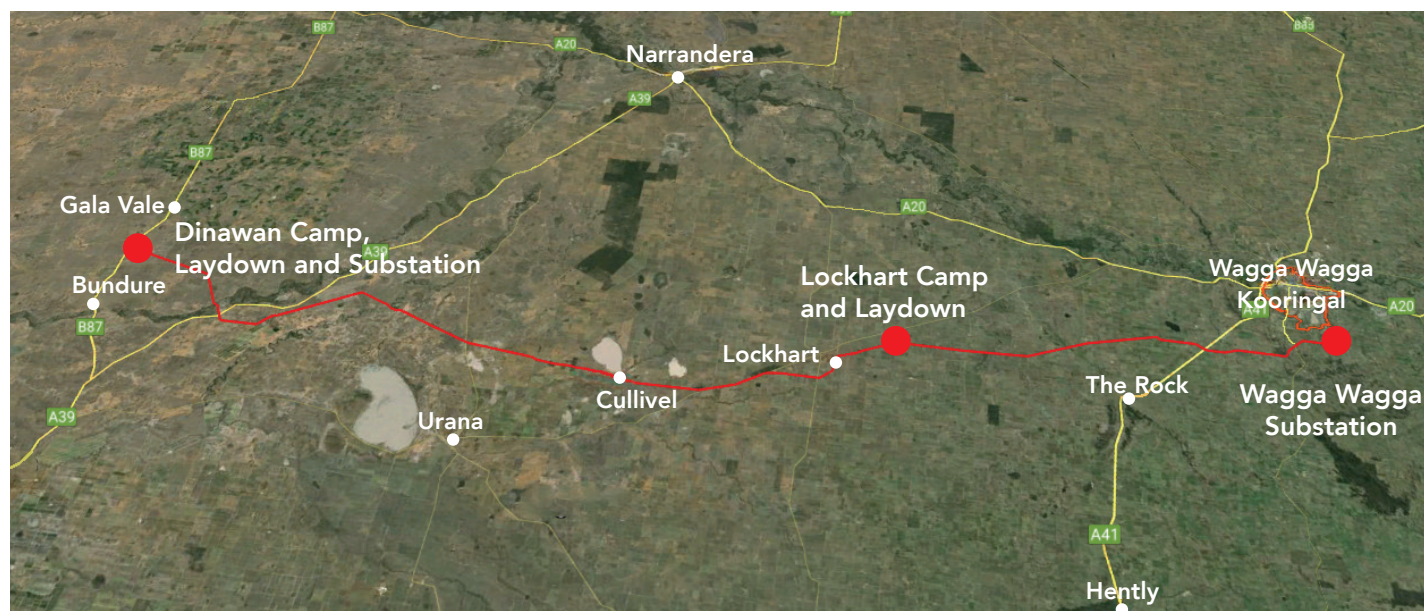 B87
A20
Narrandera
A39
B87
Gala Vale
Dinawan Camp,
Laydown and Substation
A39
Bundure
B87
A39
Urana
Cullivel
Lockhart
Lockhart Camp
and Laydown
A20
Wagga Wagga
Kooringal
A41
A20
The Rock
Wagga Wagga
Substation
A41
Hently